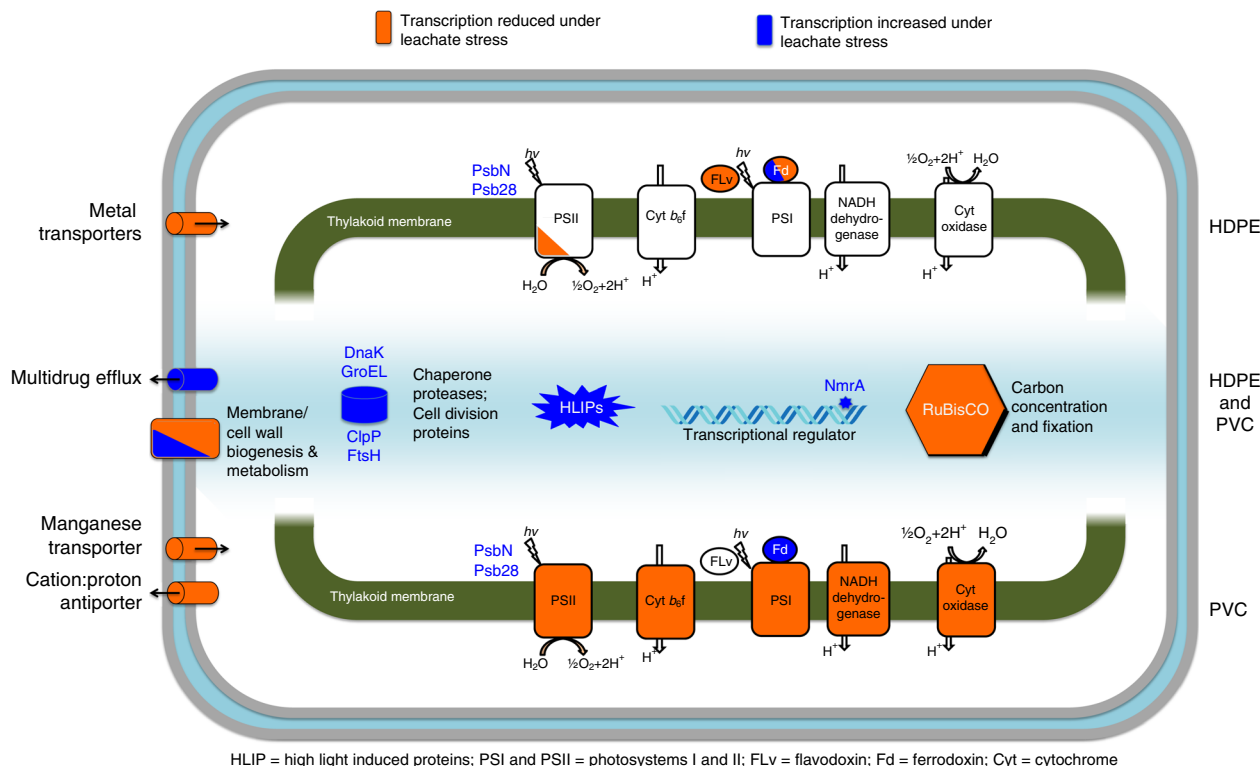 Transcription reduced under
leachate stress
Transcription increased under
leachate stress
Metal
transporters
PsbN
Psb28
hv
FLv
hv
Fd
½O₂+2H⁺
H₂O
Thylakoid membrane
PSII
Cyt b₆f
PSI
NADH
dehydro-
genase
Cyt
oxidase
HDPE
H₂O
½O₂+2H⁺
H⁺
H⁺
H⁺
Multidrug efflux
DnaK
GroEL
ClpP
FtsH
Chaperone
proteases;
Cell division
proteins
HLIPs
NmrA
Transcriptional regulator
RuBisCO
Carbon
concentration
and fixation
HDPE
and
PVC
Membrane/
cell wall
biogenesis &
metabolism
Manganese
transporter
Cation:proton
antiporter
PsbN
Psb28
hv
FLv
hv
Fd
½O₂+2H⁺
H₂O
Thylakoid membrane
PSII
Cyt b₆f
PSI
NADH
dehydro-
genase
Cyt
oxidase
PVC
H₂O
½O₂+2H⁺
H⁺
H⁺
H⁺
HLIP = high light induced proteins; PSI and PSII = photosystems I and II; FLv = flavodoxin; Fd = ferrodoxin; Cyt = cytochrome